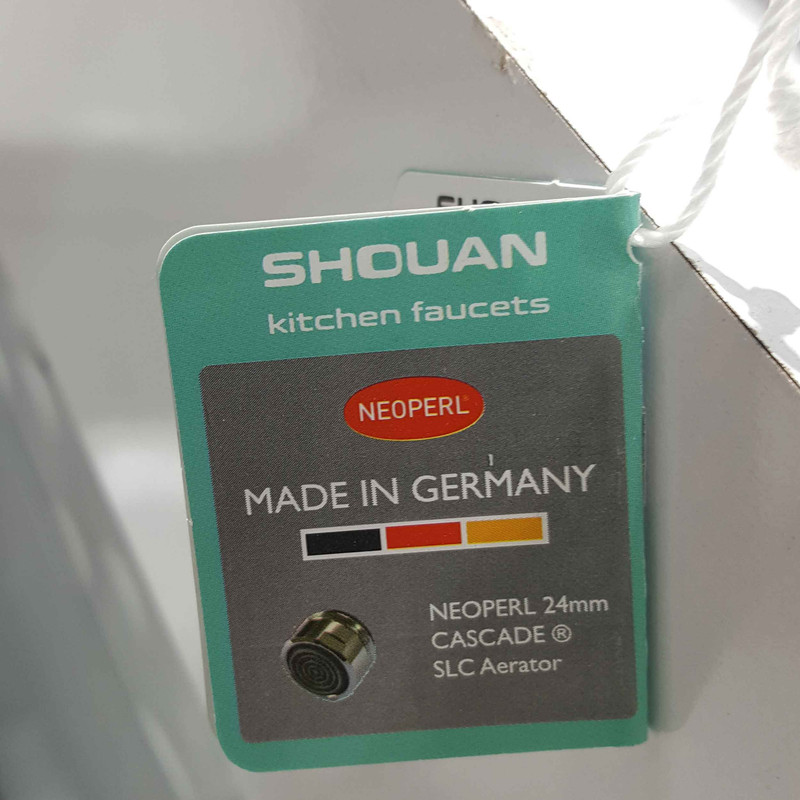 SHOUAN
kitchen faucets
NEOPERL®
MADE IN GERMANY
NEOPERL 24mm
CASCADE ®
SLC Aerator